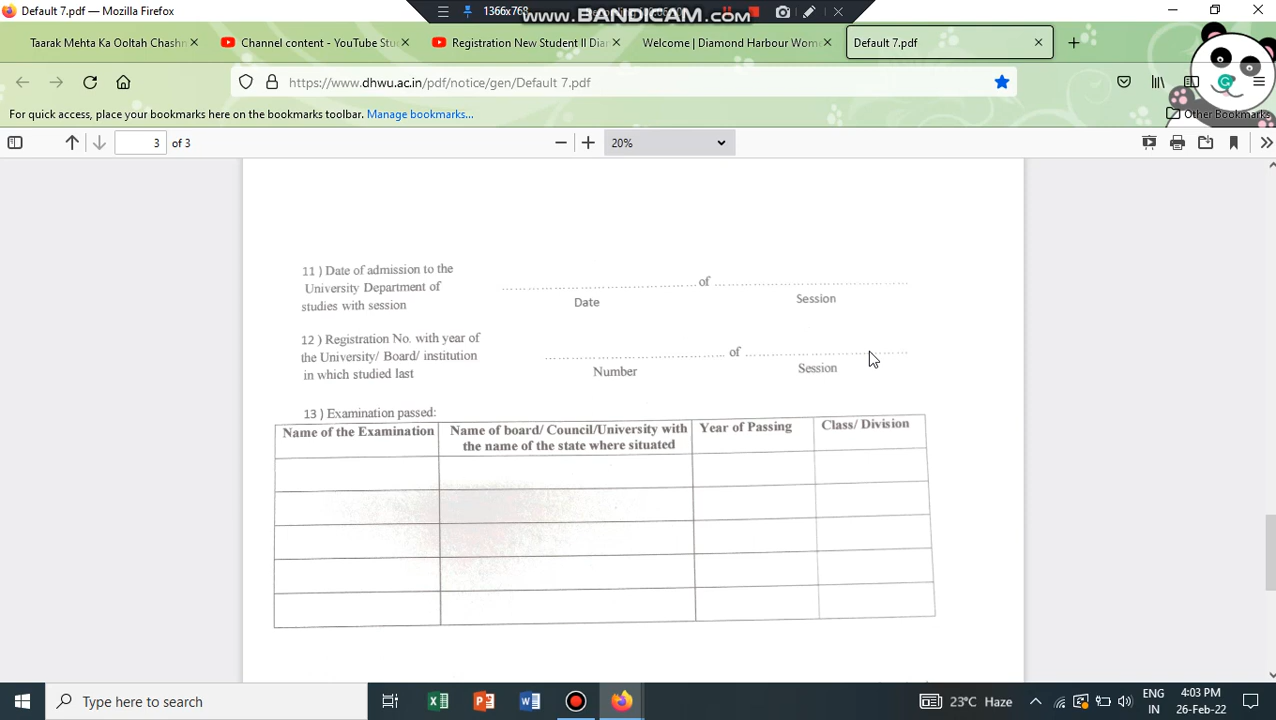 Default 7.pdf — Mozilla Firefox
1366x768
www.BANDICAM.com
Taarak Mehta Ka Ooltah Chashm
Channel content - YouTube Stu
Registration New Student II Dia
Welcome | Diamond Harbour Wom
Default 7.pdf
https://www.dhwu.ac.in/pdf/notice/gen/Default 7.pdf
For quick access, place your bookmarks here on the bookmarks toolbar. Manage bookmarks...
Other Bookmarks
3 of 3
20%
11 ) Date of admission to the
University Department of
studies with session
of
Date
Session
12 ) Registration No. with year of
the University/ Board/ institution
in which studied last
of
Number
Session
13 ) Examination passed:
Name of the Examination
Name of board/ Council/University with
the name of the state where situated
Year of Passing
Class/ Division
Type here to search
23°C Haze
ENG
IN
4:03 PM
26-Feb-22